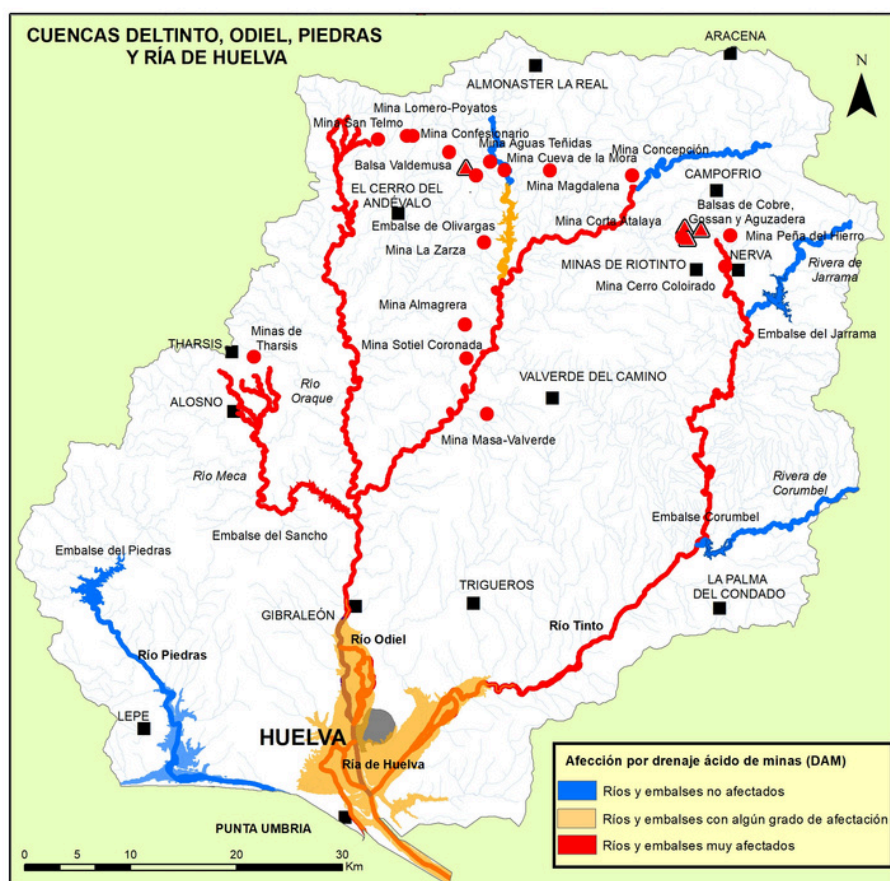 CUENCAS DELTINTO, ODIEL, PIEDRAS
Y RÍA DE HUELVA
ARACENA
ALMONASTER LA REAL
N
Mina Lomero-Poyatos
Mina San Telmo
Mina Confesionario
Mina Aguas Teñidas
Mina Concepción
Balsa Valdemusa
Mina Cueva de la Mora
Mina Magdalena
CAMPOFRIO
EL CERRO DEL
ANDÉVALO
Balsas de Cobre,
Gossan y Aguzadera
Embalse de Olivargas
Mina Corta Atalaya
Mina Peña del Hierro
Mina La Zarza
MINAS DE RIOTINTO
NERVA
Rivera de
Jarrama
Mina Cerro Coloirado
Mina Almagrera
Embalse del Jarrama
Minas de
Tharsis
THARSIS
Mina Sotiel Coronada
Río
Oraque
VALVERDE DEL CAMINO
ALOSNO
Mina Masa-Valverde
Rio Meca
Rivera de
Corumbel
Embalse Corumbel
Embalse del Sancho
Embalse del Piedras
TRIGUEROS
LA PALMA
DEL CONDADO
GIBRALEÓN
Río Tinto
Río Odiel
Río Piedras
LEPE
HUELVA
Ría de Huelva
PUNTA UMBRIA
Afección por drenaje ácido de minas (DAM)
Ríos y embalses no afectados
Ríos y embalses con algún grado de afectación
Ríos y embalses muy afectados
0 10 20 30
Km